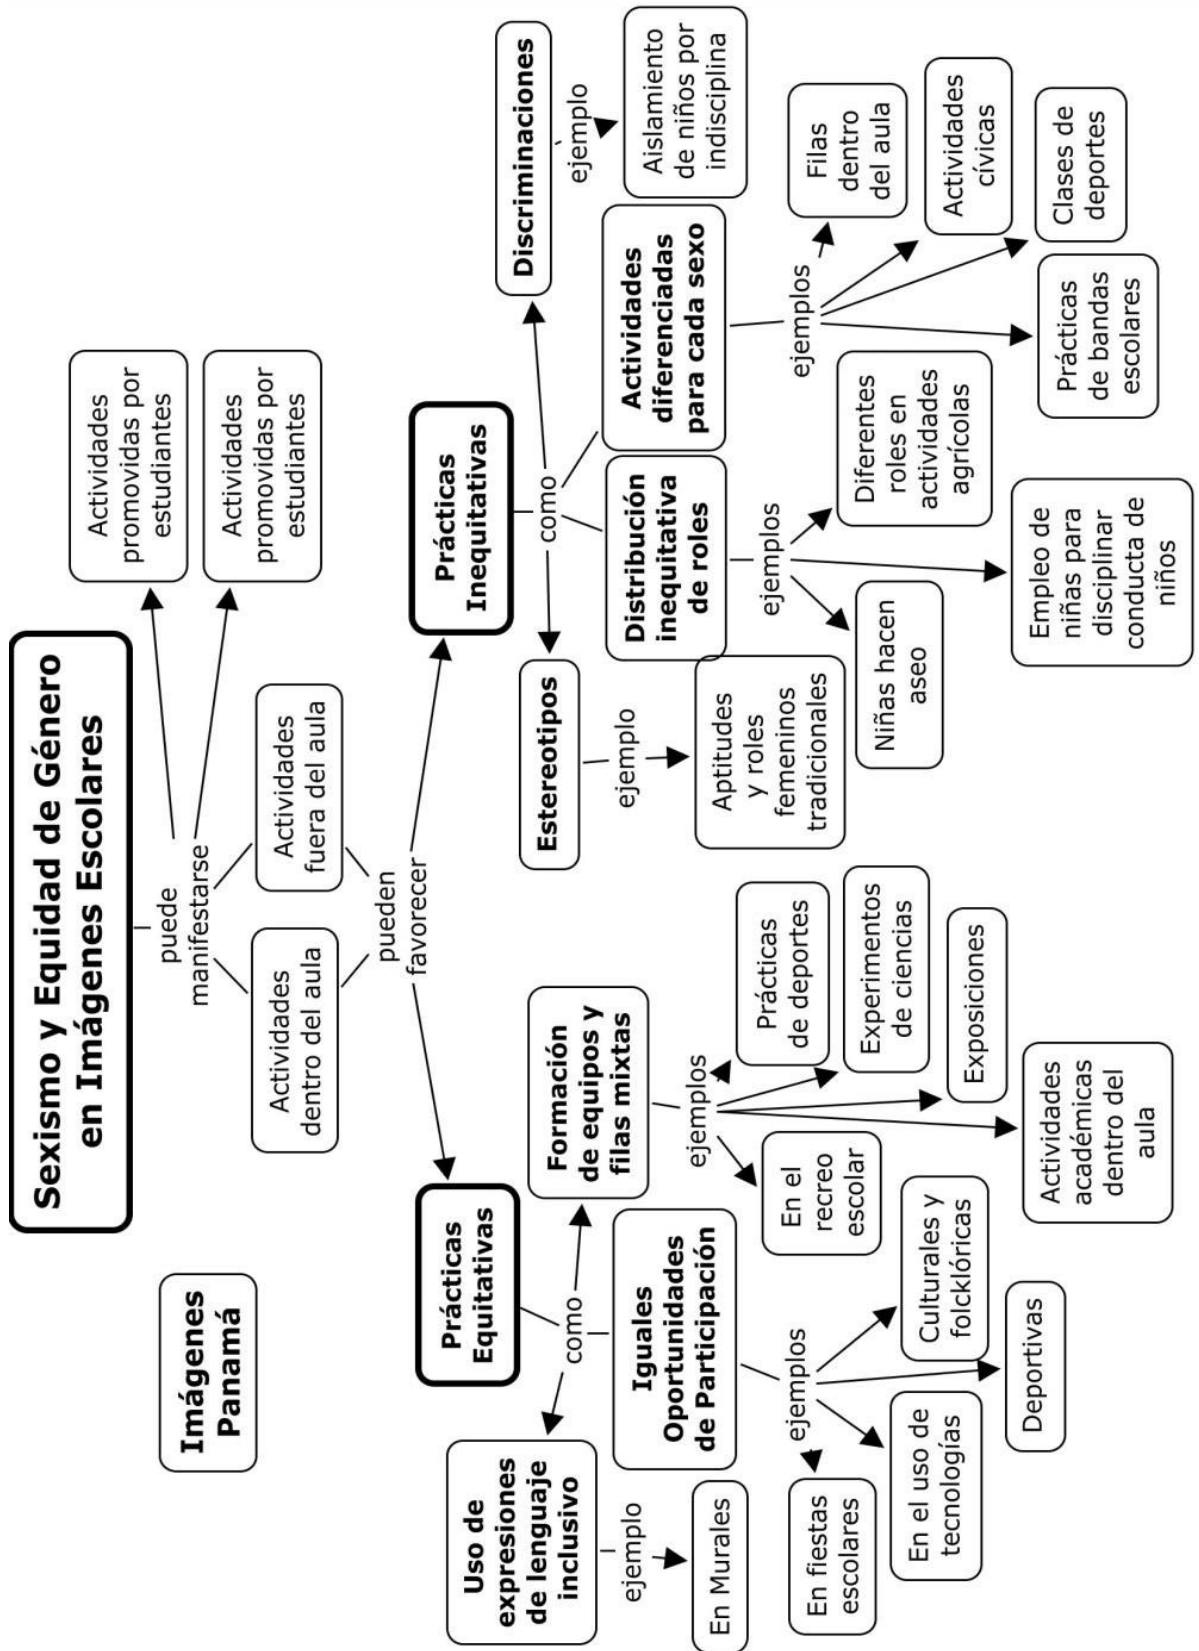 Sexismo y Equidad de Género
en Imágenes Escolares
Imágenes
Panamá
puede
manifestarse
Actividades
dentro del aula
Actividades
fuera del aula
Actividades
promovidas por
estudiantes
Actividades
promovidas por
estudiantes
pueden
favorecer
Prácticas
Equitativas
como
Uso de
expresiones
de lenguaje
inclusivo
ejemplo
En Murales
Iguales
Oportunidades
de Participación
ejemplos
En fiestas
escolares
En el uso de
tecnologías
Deportivas
Culturales y
folcklóricas
Formación
de equipos y
filas mixtas
ejemplos
En el
recreo
escolar
Actividades
académicas
dentro del
aula
Exposiciones
Experimentos
de ciencias
Prácticas
de deportes
Prácticas
Inequitativas
como
Estereotipos
ejemplo
Aptitudes
y roles
femeninos
tradicionales
Distribución
inequitativa
de roles
ejemplos
Niñas hacen
aseo
Empleo de
niñas para
disciplinar
conducta de
niños
Diferentes
roles en
actividades
agrícolas
Actividades
diferenciadas
para cada sexo
ejemplos
Prácticas
de bandas
escolares
Clases de
deportes
Actividades
cívicas
Filas
dentro
del aula
Discriminaciones
ejemplo
Aislamiento
de niños por
indisciplina